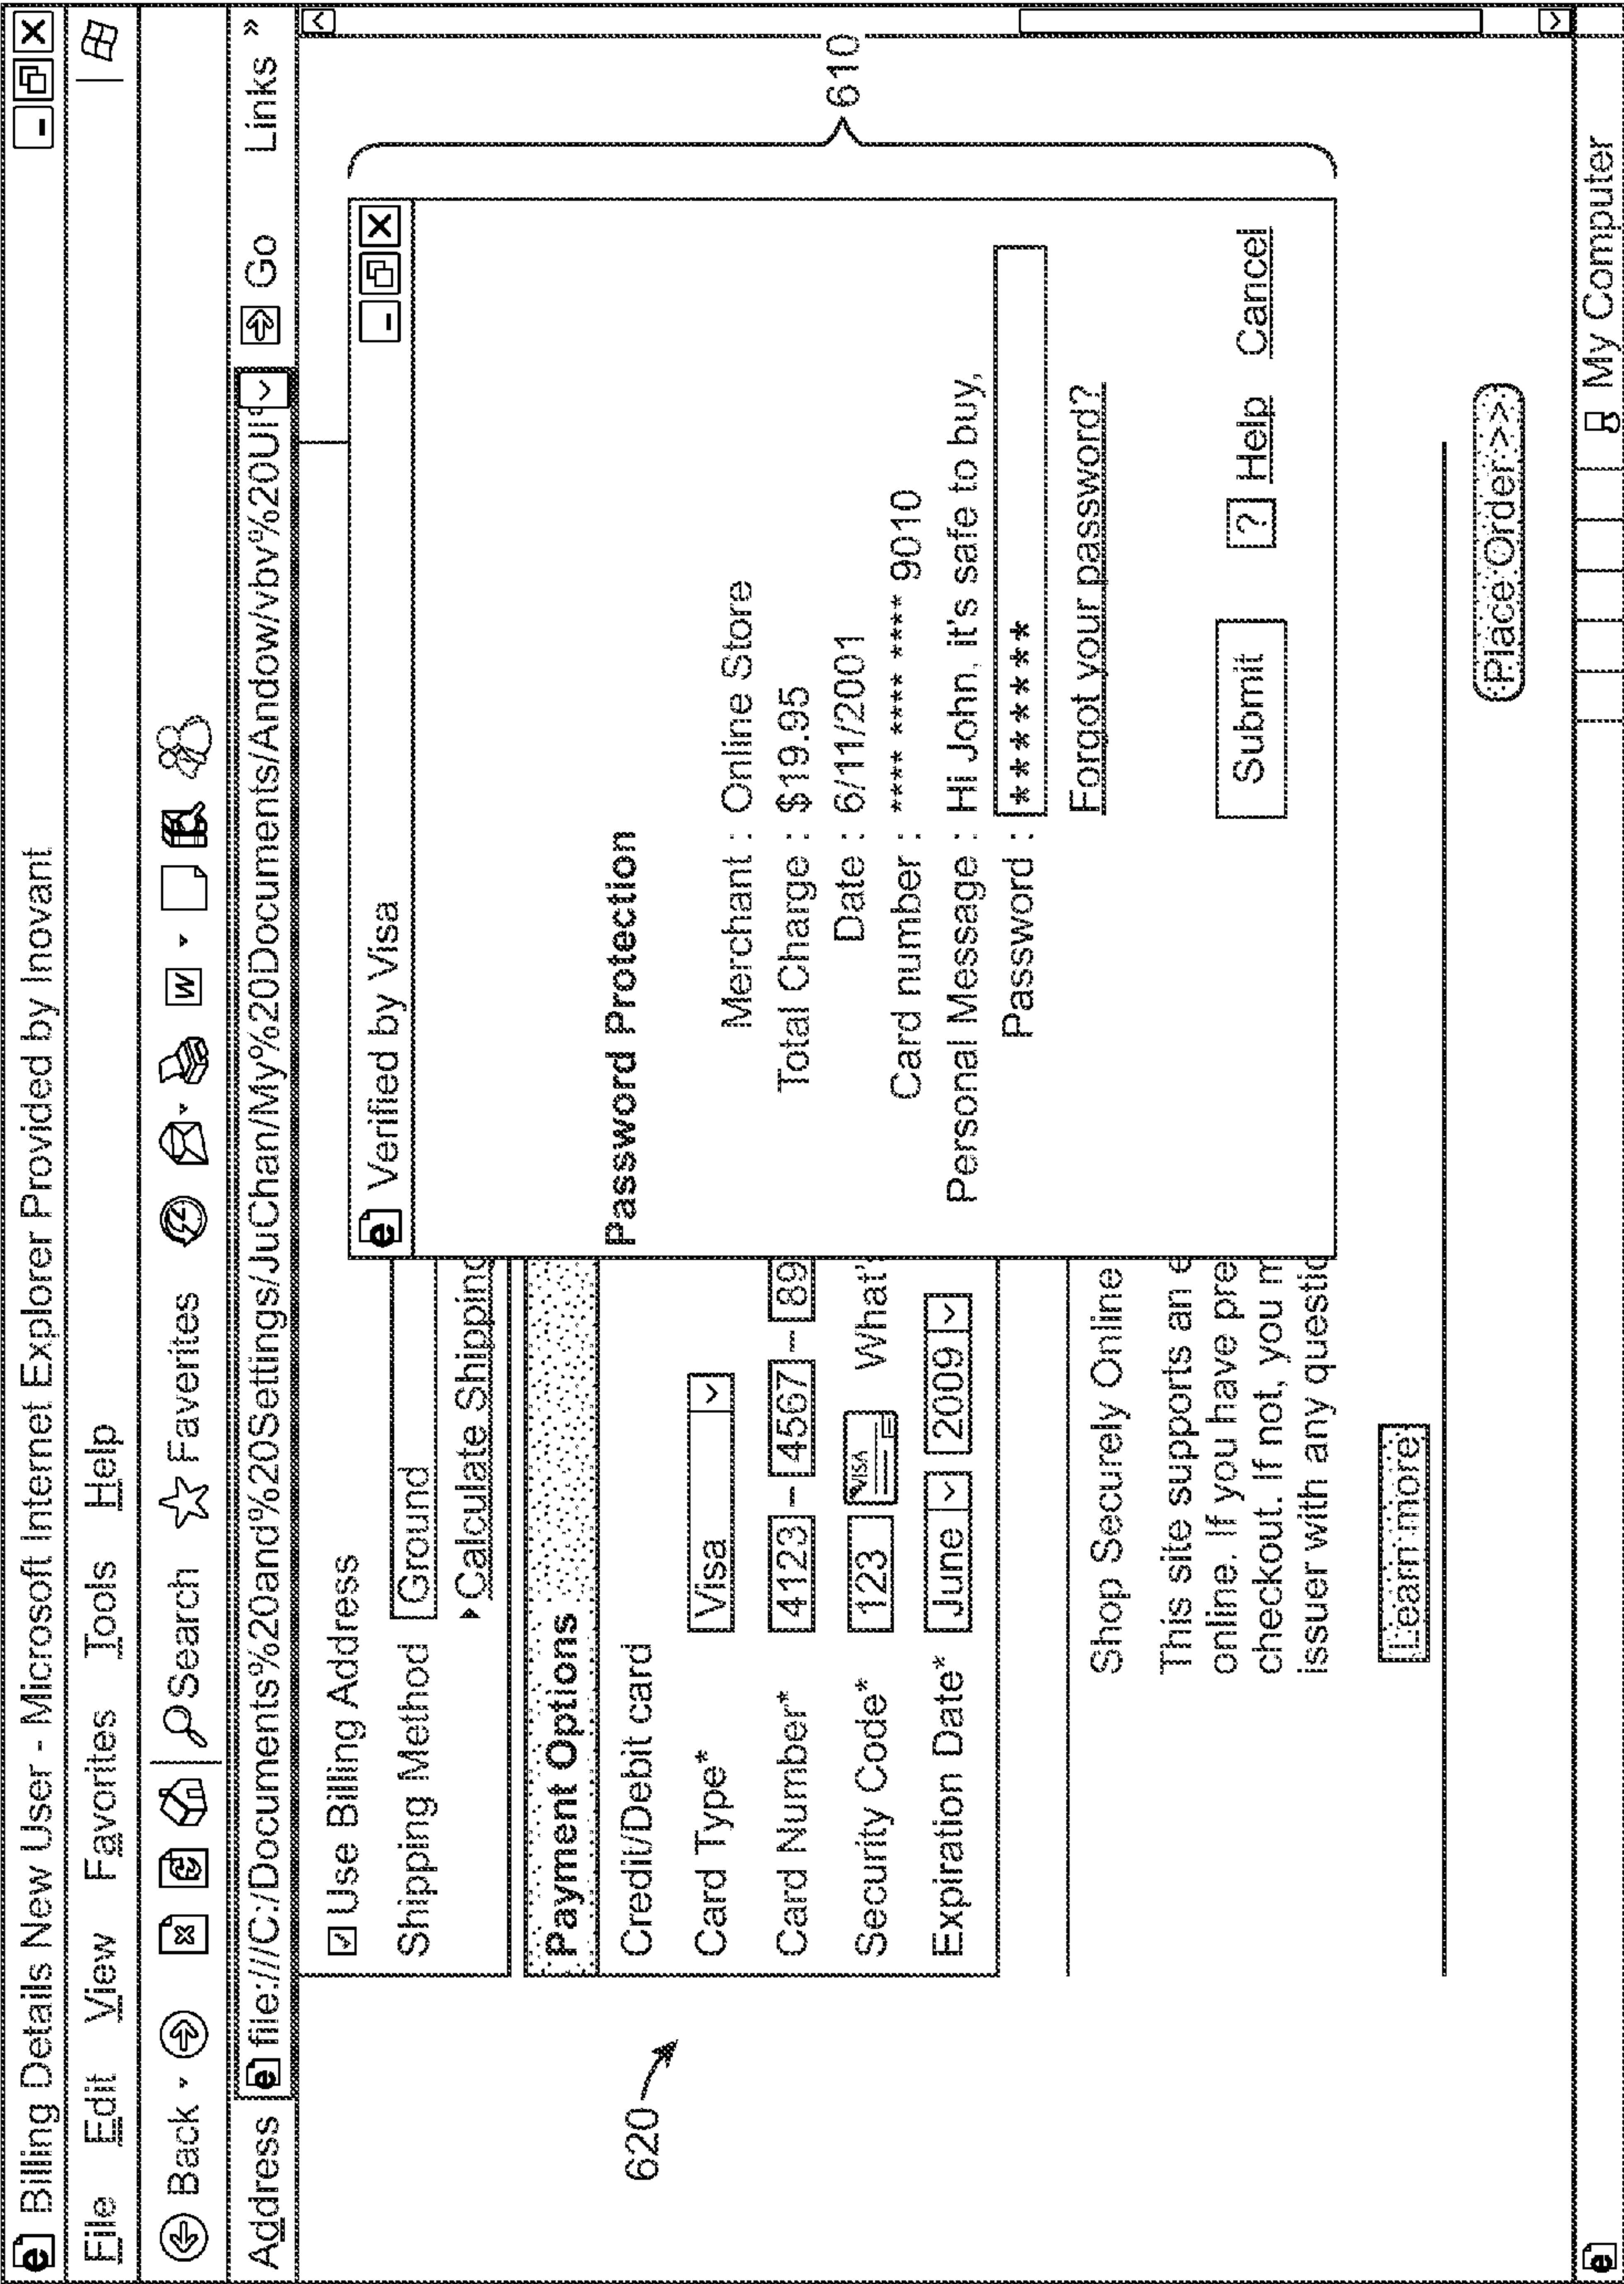 Billing Details New User - Microsoft Internet Explorer Provided by Inovant
File Edit View Favorites Tools Help
Back Search Favorites W
Address file:///C:/Documents%20and%20Settings/JuChan/My%20Documents/Andow/vbv%20UI Go Links »
Use Billing Address
Shipping Method Ground
Calculate Shipping
Payment Options
Credit/Debit card
Card Type* Visa
Card Number* 4123 -- 4567 -- 89
Security Code* 123 VISA What's
Expiration Date* June 2009
Shop Securely Online
This site supports an e
online. If you have pre
checkout. If not, you m
issuer with any questio
Learn more
Verified by Visa
Password Protection
Merchant : Online Store
Total Charge : $19.95
Date : 6/11/2001
Card number : **** **** **** 9010
Personal Message : Hi John, it's safe to buy,
Password : ********
Forgot your password?
Submit ? Help Cancel
Place Order >>
My Computer
610
620